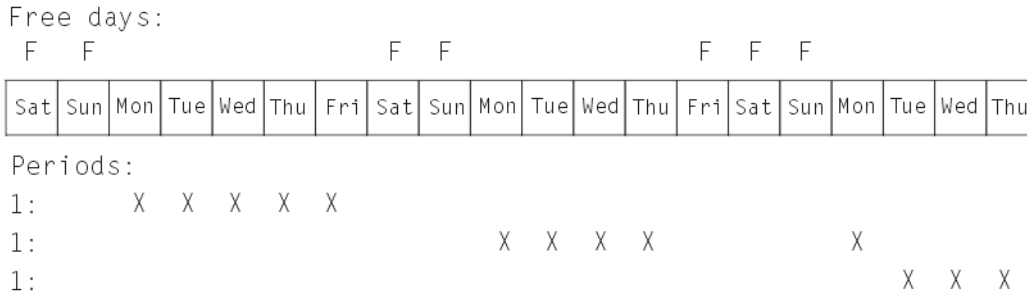 Free days:
F F F F F F F
Sat Sun Mon Tue Wed Thu Fri Sat Sun Mon Tue Wed Thu Fri Sat Sun Mon Tue Wed Thu
Periods:
1: X X X X X
1: X X X X X
1: X X X